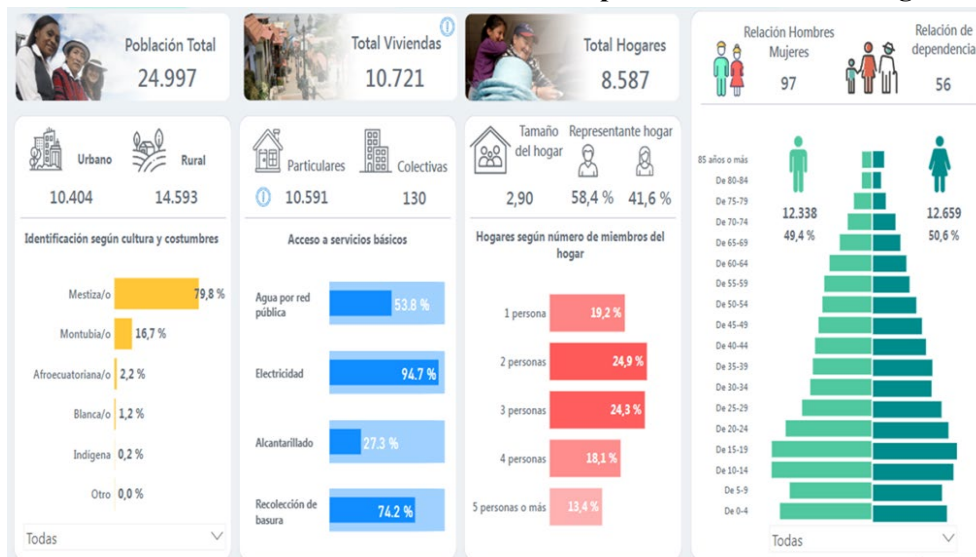 Población Total
24.997
Total Viviendas
10.721
Total Hogares
8.587
Relación Hombres
Mujeres
97
Relación de
dependencia
56
Urbano
Rural
10.404
14.593
Identificación según cultura y costumbres
Mestiza/o 79,8 %
Montubia/o 16,7 %
Afroecuatoriana/o 2,2 %
Blanca/o 1,2 %
Indígena 0,2 %
Otro 0,0 %
Todas
Particulares
Colectivas
10.591
130
Acceso a servicios básicos
Agua por red
pública
53.8 %
Electricidad 94.7 %
Alcantarillado 27.3 %
Recolección de
basura
74.2 %
Tamaño
del hogar
Representante hogar
2,90
58,4 %
41,6 %
Hogares según número de miembros del
hogar
1 persona 19,2 %
2 personas 24,9 %
3 personas 24,3 %
4 personas 18,1 %
5 personas o más 13,4 %
85 años o más
De 80-84
De 75-79
De 70-74
De 65-69
De 60-64
De 55-59
De 50-54
De 45-49
De 40-44
De 35-39
De 30-34
De 25-29
De 20-24
De 15-19
De 10-14
De 5-9
De 0-4
12.338
49,4 %
12.659
50,6 %
Todas